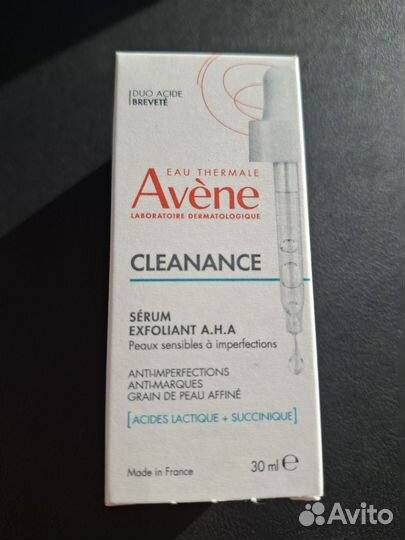 DUO ACIDE
BREVETÉ
EAU THERMALE
Avène
LABORATOIRE DERMATOLOGIQUE
CLEANANCE
SÉRUM
EXFOLIANT A.H.A
Peaux sensibles à imperfections
ANTI-IMPERFECTIONS
ANTI-MARQUES
GRAIN DE PEAU AFFINÉ
[ACIDES LACTIQUE + SUCCINIQUE]
Made in France
30 ml ℮
Avito